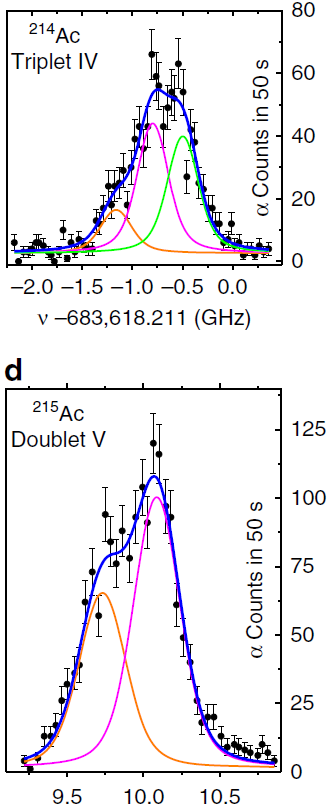 ²¹⁴Ac
Triplet IV
80
60
40
20
0
α Counts in 50 s
−2.0 −1.5 −1.0 −0.5 0.0
ν −683,618.211 (GHz)
d
²¹⁵Ac
Doublet V
125
100
75
50
25
0
α Counts in 50 s
9.5 10.0 10.5